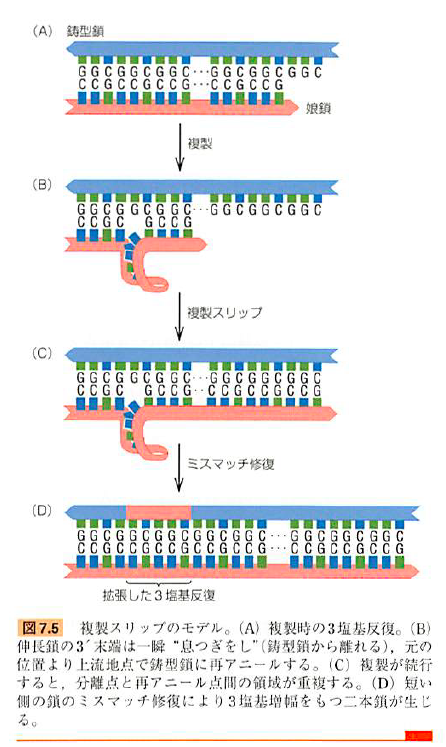 (A) 鋳型鎖
GGCGGCGGC…GGCGGCGGC
CCGCCGCCG…CCGCCG
娘鎖
複製
(B)
GGCGGCGGC…GGCGGCGGC
CCGC GCCG
複製スリップ
(C)
GGCGGCGGC…GGCGGCGGC
CCGC GCCG…CCGCCGCCG
ミスマッチ修復
(D)
GGCGGCGGCGGCGGC…GGCGGCGGC
CCGCCGCCGCCGCCG…CCGCCGCCG
拡張した3塩基反復
図7.5 複製スリップのモデル。(A) 複製時の3塩基反復。(B)
伸長鎖の3´末端は一瞬“息つぎをし”(鋳型鎖から離れる),元の
位置より上流地点で鋳型鎖に再アニールする。(C) 複製が続行
すると,分離点と再アニール点間の領域が重複する。(D) 短い
側の鎖のミスマッチ修復により3塩基増幅をもつ二本鎖が生じ
る。